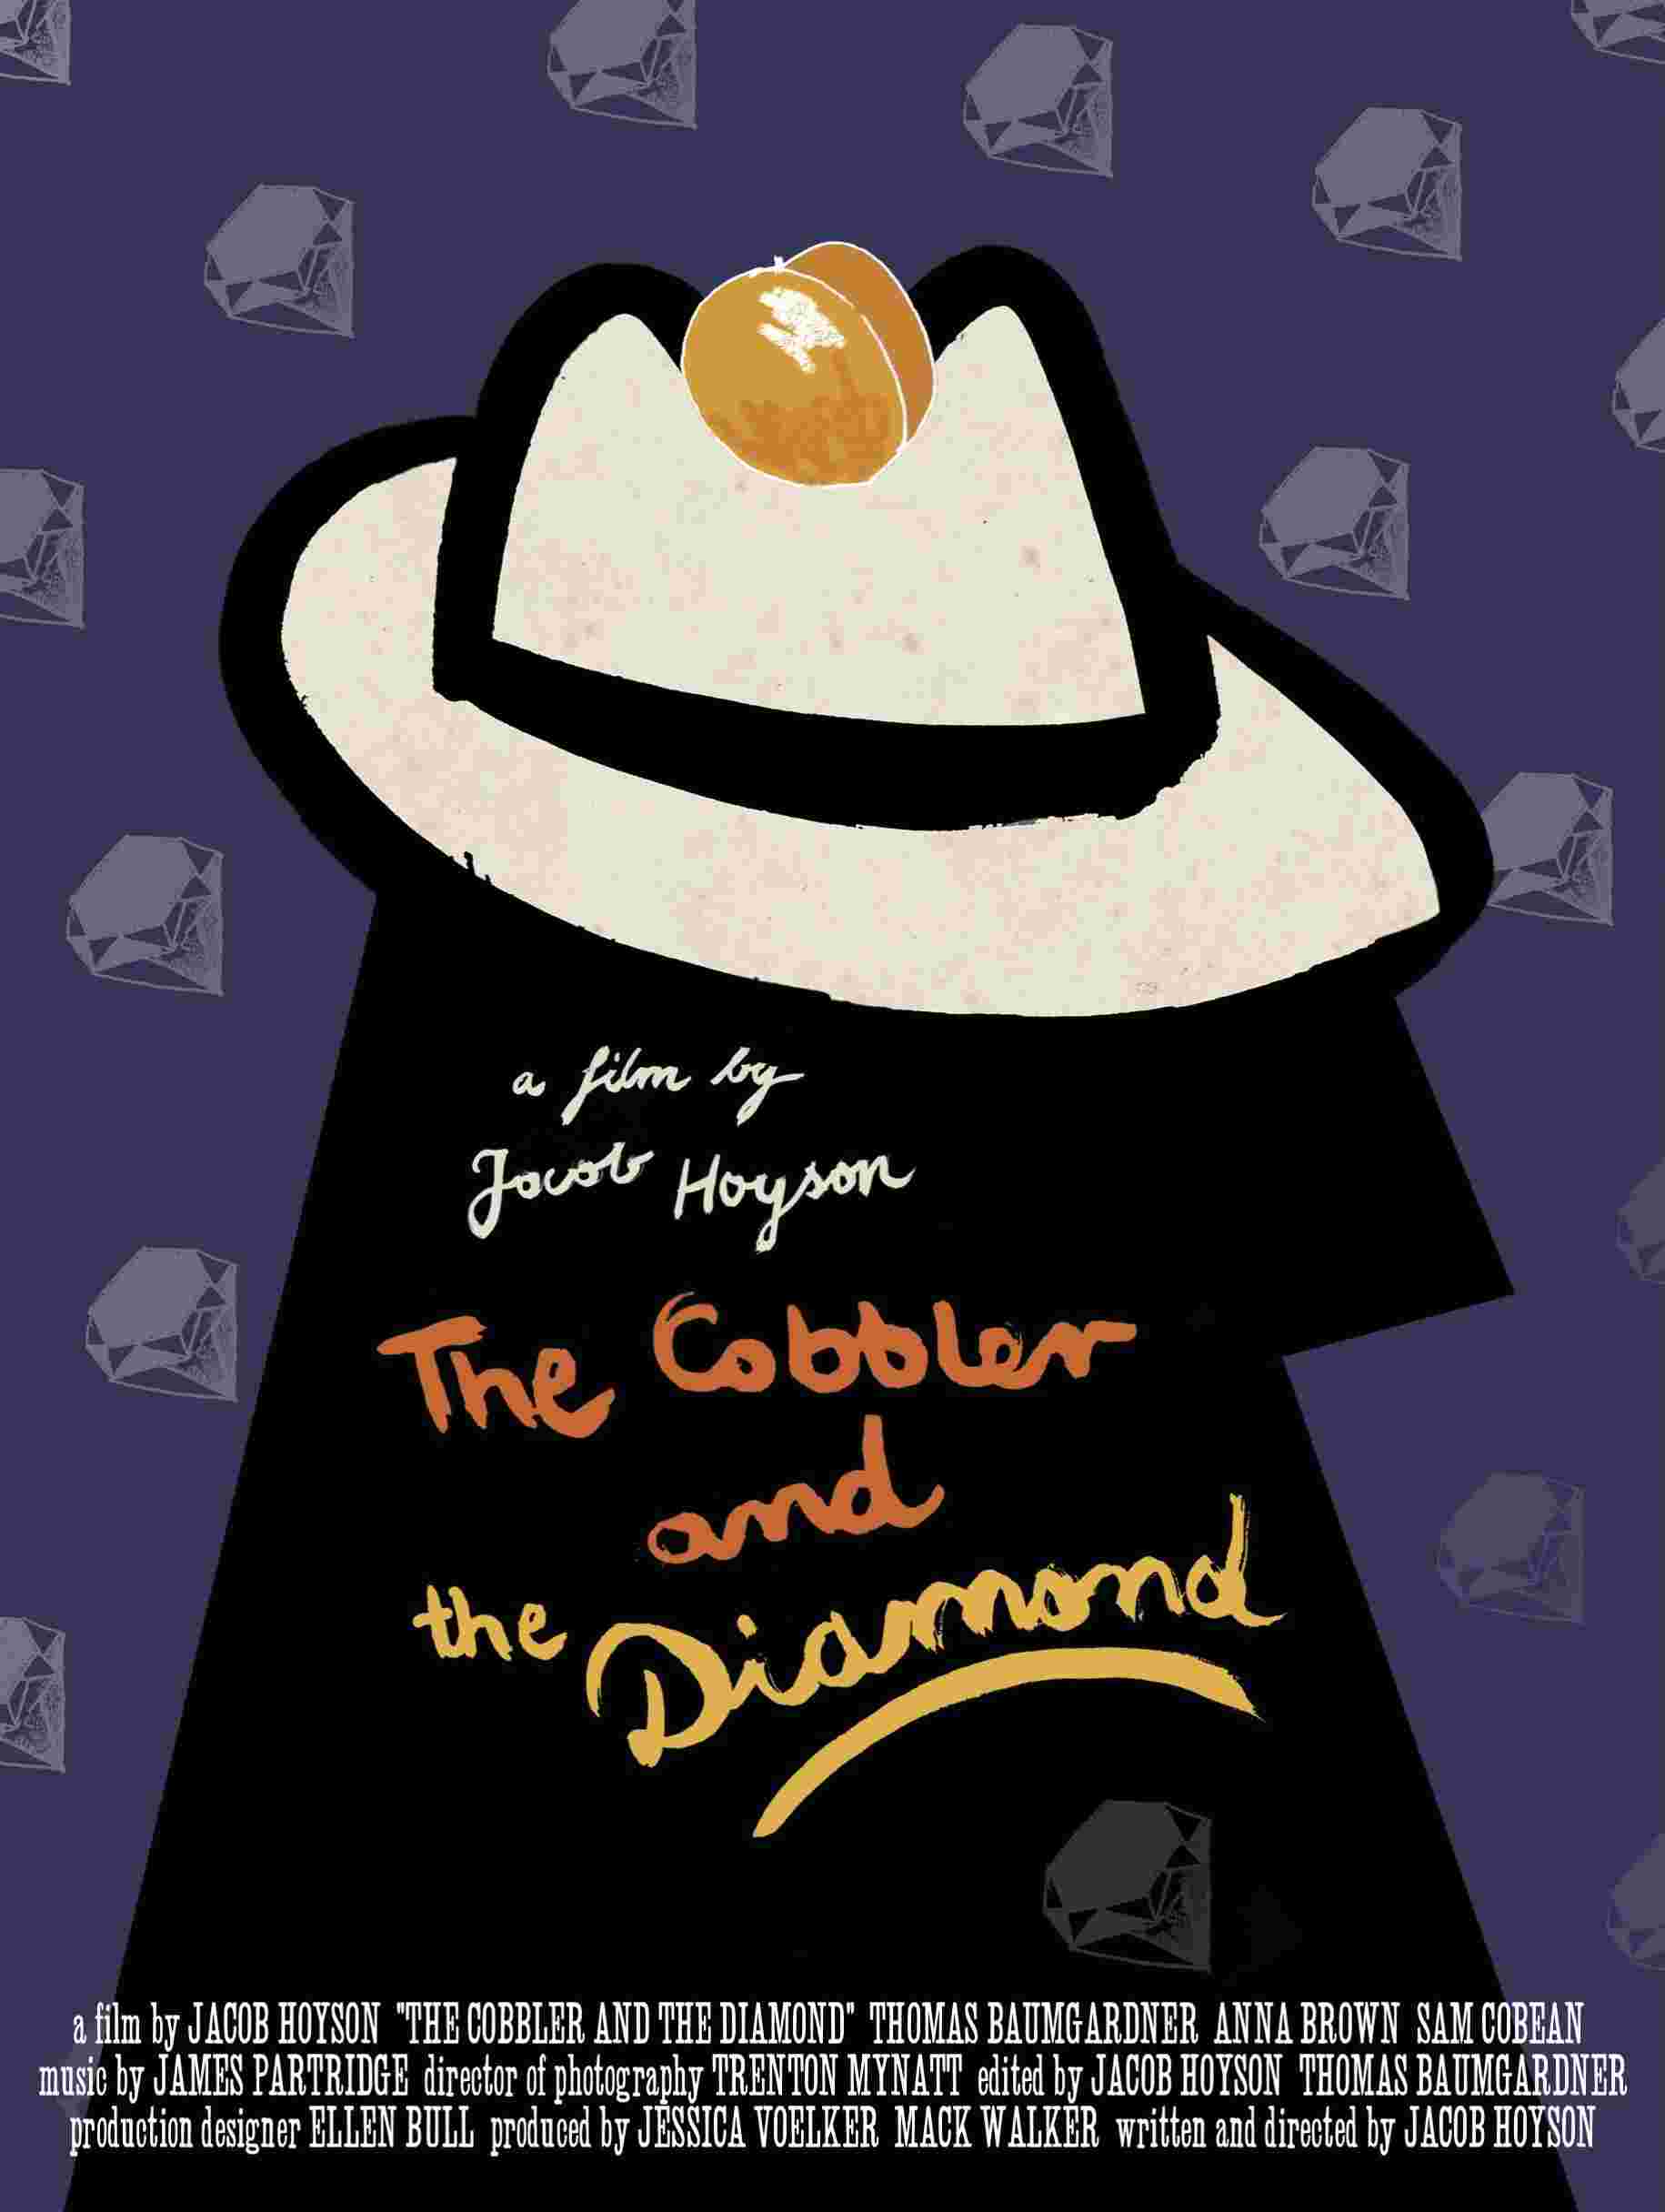 a film by
Jacob Hoyson
The Cobbler
and
the Diamond
a film by JACOB HOYSON "THE COBBLER AND THE DIAMOND" THOMAS BAUMGARDNER ANNA BROWN SAM COBEAN
music by JAMES PARTRIDGE director of photography TRENTON MYNATT edited by JACOB HOYSON THOMAS BAUMGARDNER
production designer ELLEN BULL produced by JESSICA VOELKER MACK WALKER written and directed by JACOB HOYSON